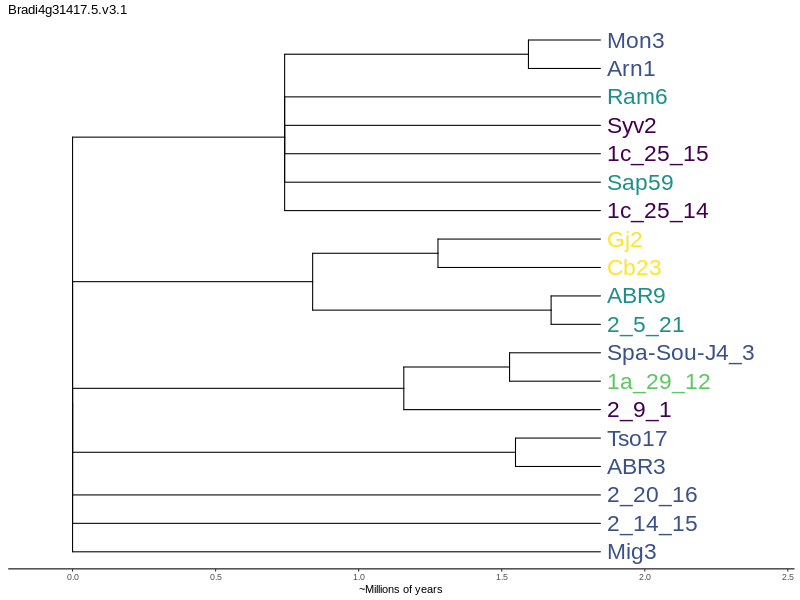 Bradi4g31417.5.v3.1
Mon3
Arn1
Ram6
Syv2
1c_25_15
Sap59
1c_25_14
Gj2
Cb23
ABR9
2_5_21
Spa-Sou-J4_3
1a_29_12
2_9_1
Tso17
ABR3
2_20_16
2_14_15
Mig3
0.0 0.5 1.0 1.5 2.0 2.5
~Millions of years